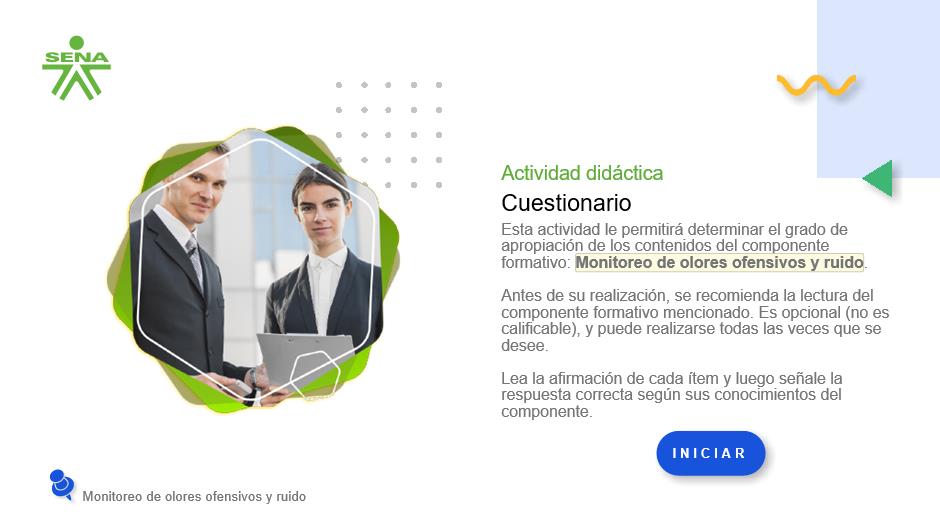 SENA
Actividad didáctica
Cuestionario
Esta actividad le permitirá determinar el grado de
apropiación de los contenidos del componente
formativo: Monitoreo de olores ofensivos y ruido.
Antes de su realización, se recomienda la lectura del
componente formativo mencionado. Es opcional (no es
calificable), y puede realizarse todas las veces que se
desee.
Lea la afirmación de cada ítem y luego señale la
respuesta correcta según sus conocimientos del
componente.
INICIAR
Monitoreo de olores ofensivos y ruido